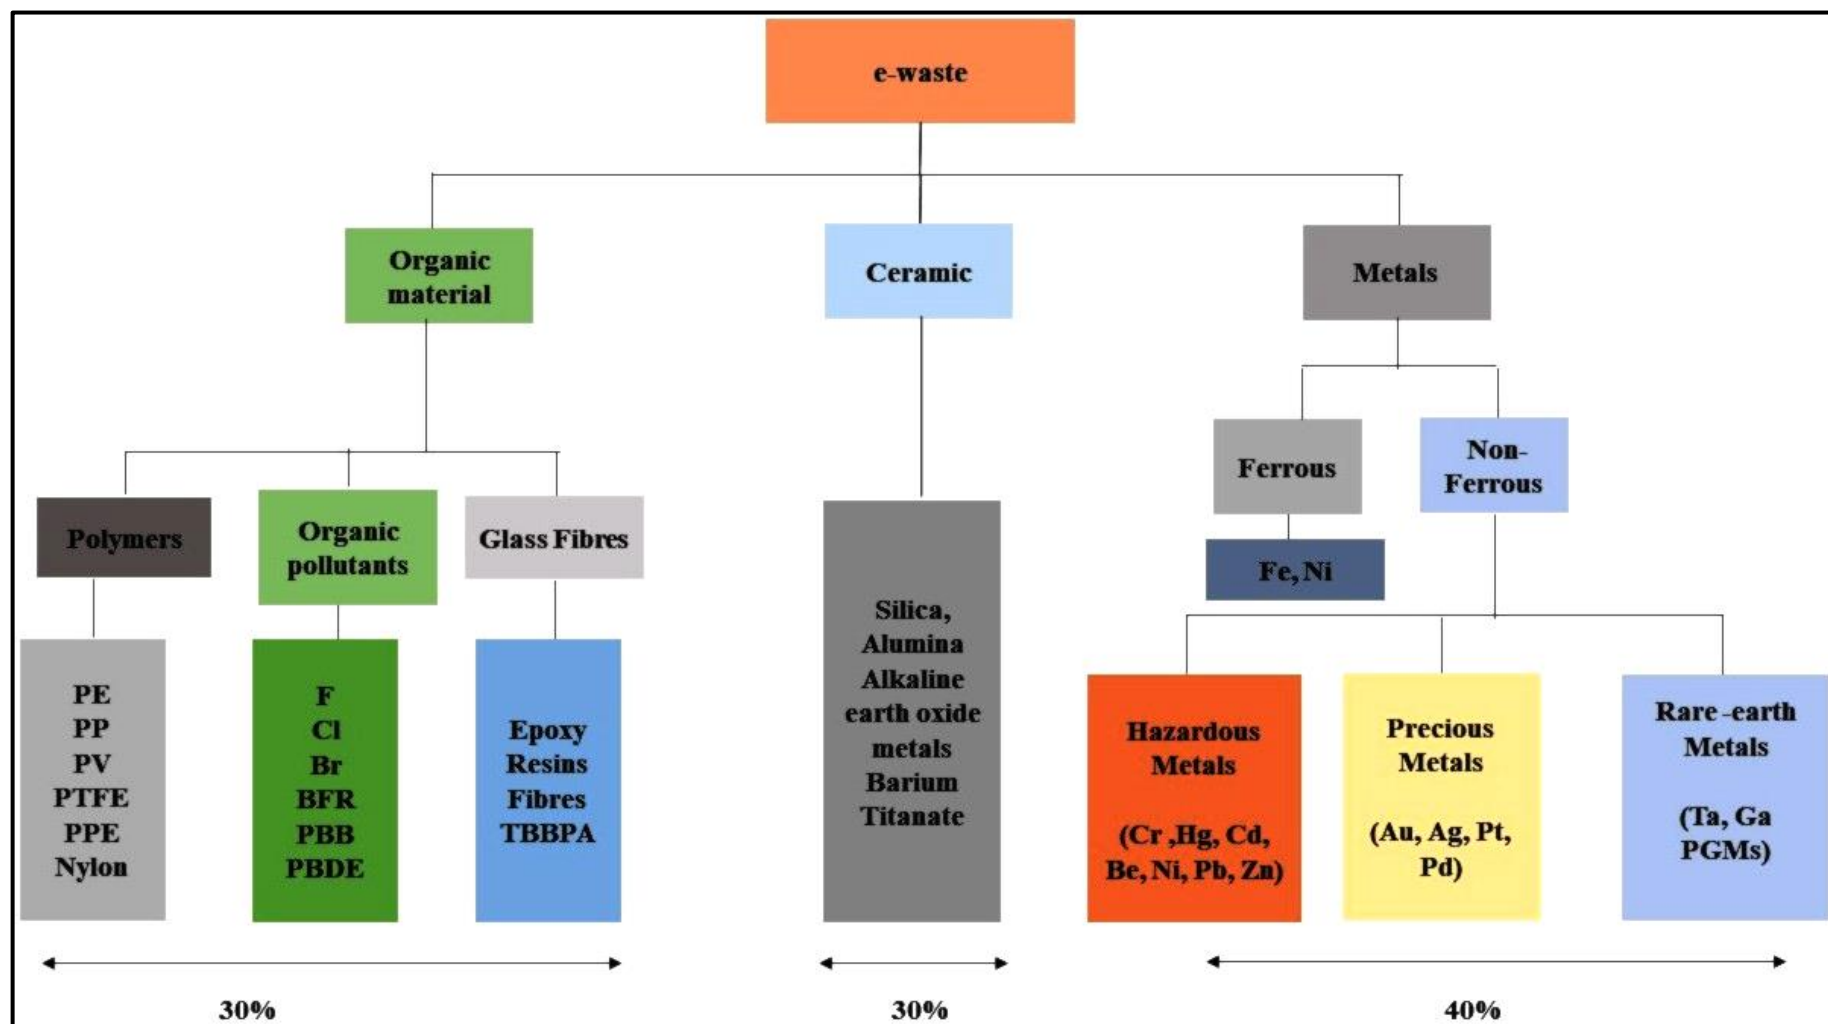 e-waste
Organic
material
Ceramic
Metals
Ferrous
Non-
Ferrous
Polymers
Organic
pollutants
Glass Fibres
Fe, Ni
PE
PP
PV
PTFE
PPE
Nylon
F
Cl
Br
BFR
PBB
PBDE
Epoxy
Resins
Fibres
TBBPA
Silica,
Alumina
Alkaline
earth oxide
metals
Barium
Titanate
Hazardous
Metals
(Cr ,Hg, Cd,
Be, Ni, Pb, Zn)
Precious
Metals
(Au, Ag, Pt,
Pd)
Rare-earth
Metals
(Ta, Ga
PGMs)
30%
30%
40%